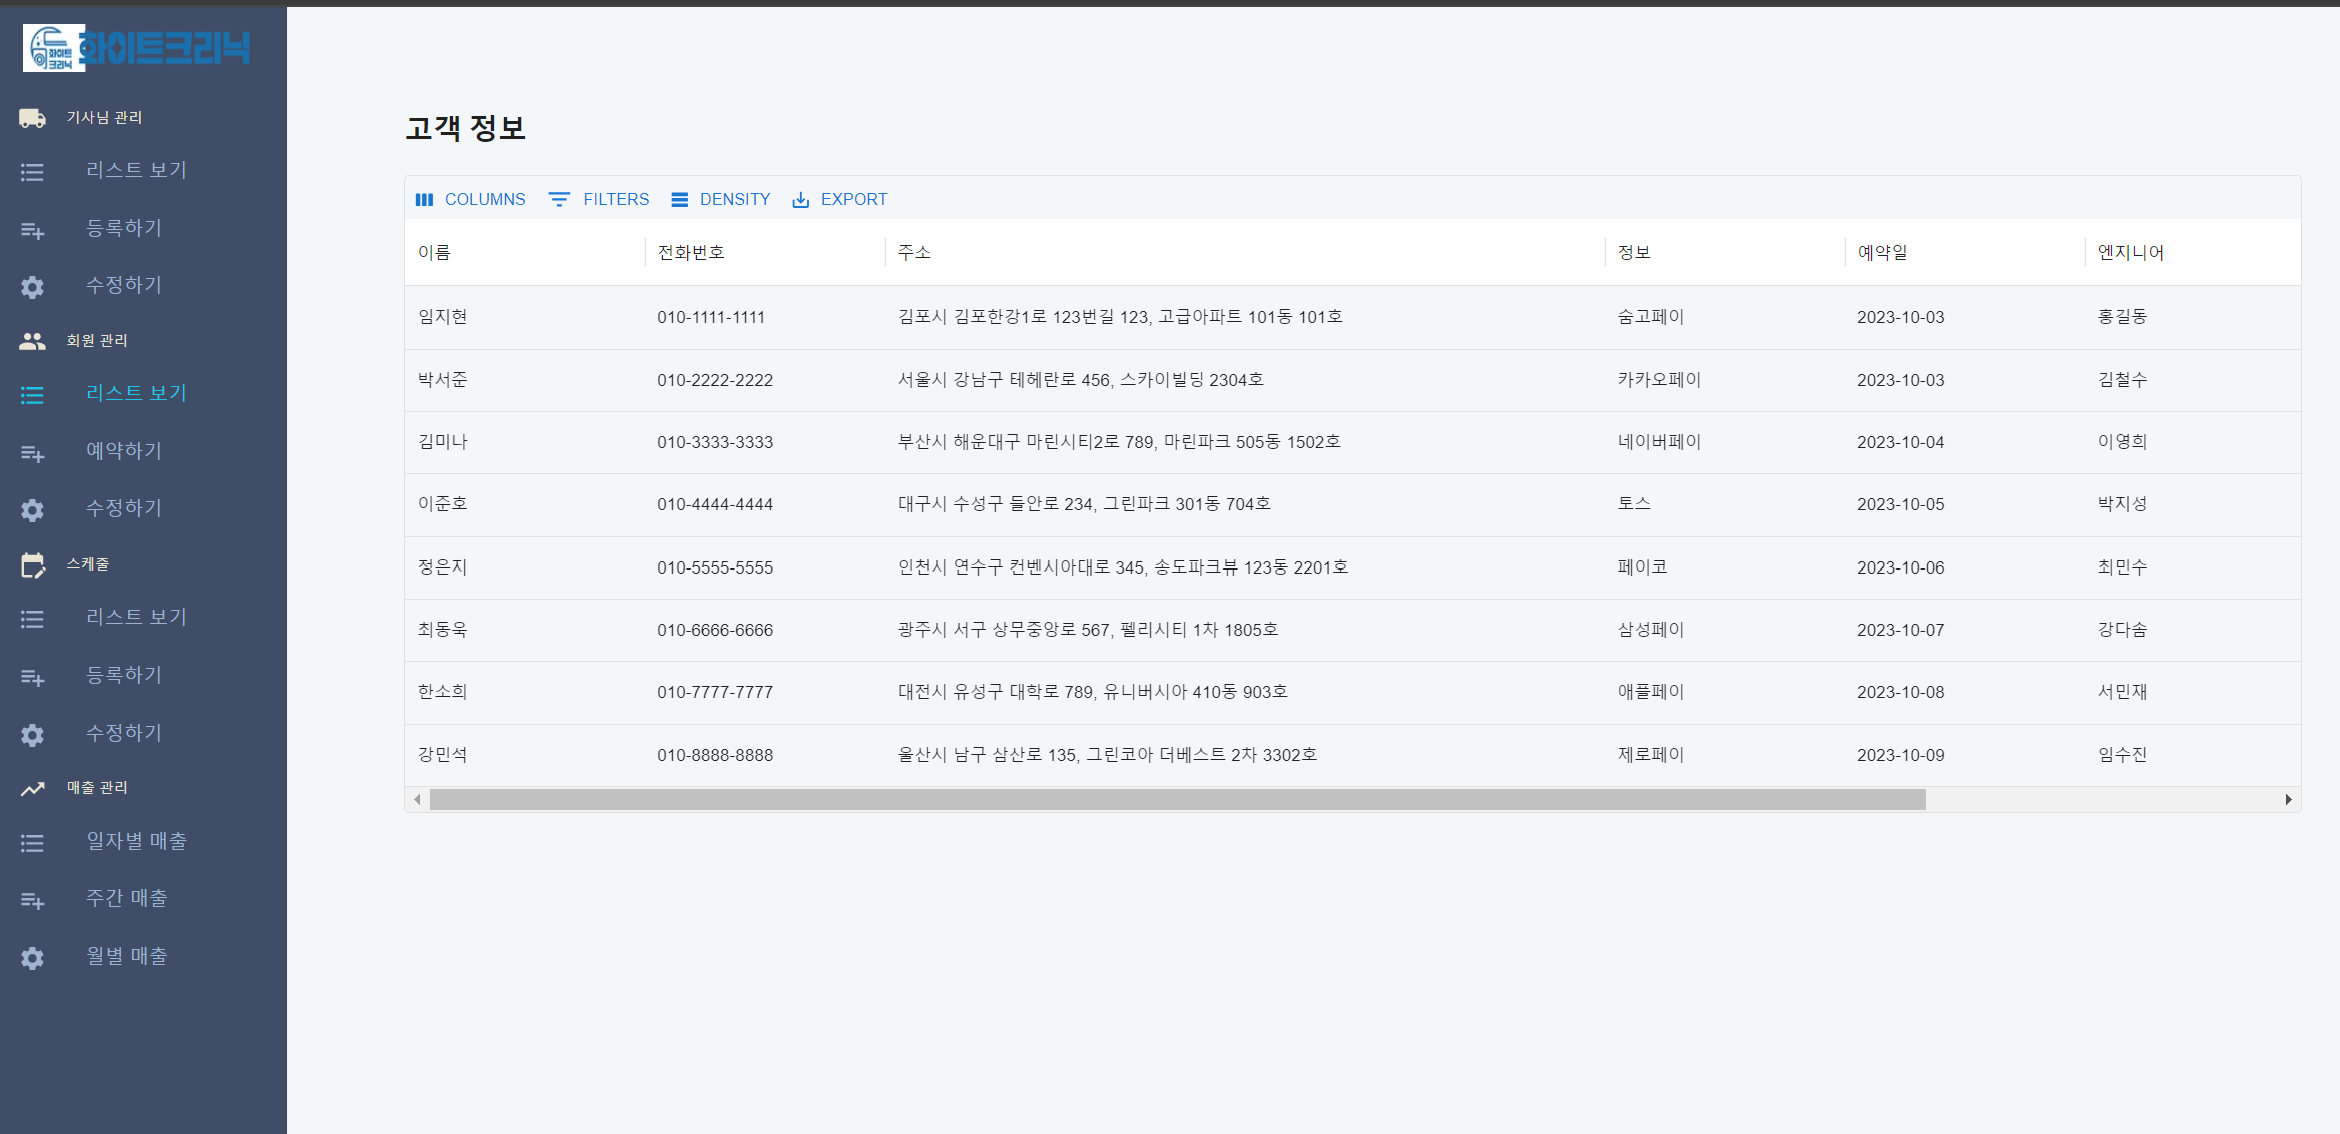 화이트
크리닉
화이트크리닉
기사님 관리
리스트 보기
등록하기
수정하기
회원 관리
리스트 보기
예약하기
수정하기
스케줄
리스트 보기
등록하기
수정하기
매출 관리
일자별 매출
주간 매출
월별 매출
고객 정보
COLUMNS FILTERS DENSITY EXPORT
이름 전화번호 주소 정보 예약일 엔지니어
임지현 010-1111-1111 김포시 김포한강1로 123번길 123, 고급아파트 101동 101호 숨고페이 2023-10-03 홍길동
박서준 010-2222-2222 서울시 강남구 테헤란로 456, 스카이빌딩 2304호 카카오페이 2023-10-03 김철수
김미나 010-3333-3333 부산시 해운대구 마린시티2로 789, 마린파크 505동 1502호 네이버페이 2023-10-04 이영희
이준호 010-4444-4444 대구시 수성구 들안로 234, 그린파크 301동 704호 토스 2023-10-05 박지성
정은지 010-5555-5555 인천시 연수구 컨벤시아대로 345, 송도파크뷰 123동 2201호 페이코 2023-10-06 최민수
최동욱 010-6666-6666 광주시 서구 상무중앙로 567, 펠리시티 1차 1805호 삼성페이 2023-10-07 강다솜
한소희 010-7777-7777 대전시 유성구 대학로 789, 유니버시아 410동 903호 애플페이 2023-10-08 서민재
강민석 010-8888-8888 울산시 남구 삼산로 135, 그린코아 더베스트 2차 3302호 제로페이 2023-10-09 임수진